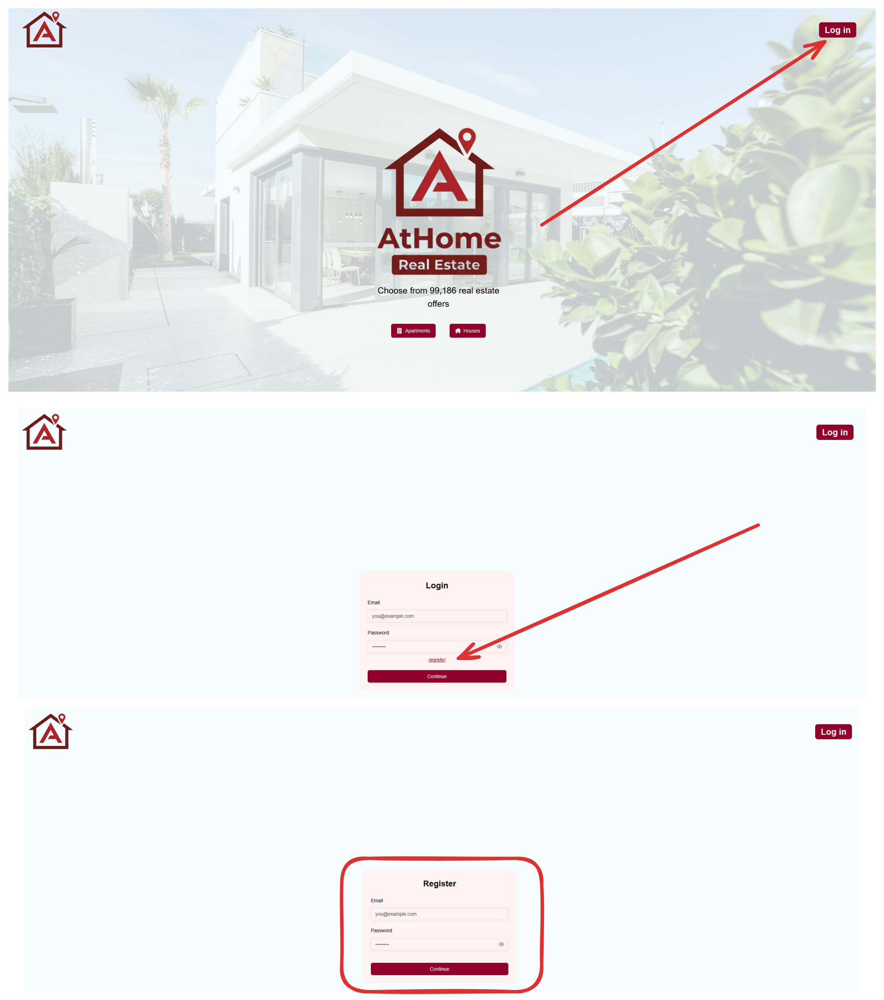 Log in
AtHome
Real Estate
Choose from 99,186 real estate
offers
Apartments
Houses
Log in
Login
Email
you@example.com
Password
••••••••
register
Continue
Log in
Register
Email
you@example.com
Password
••••••••
Continue